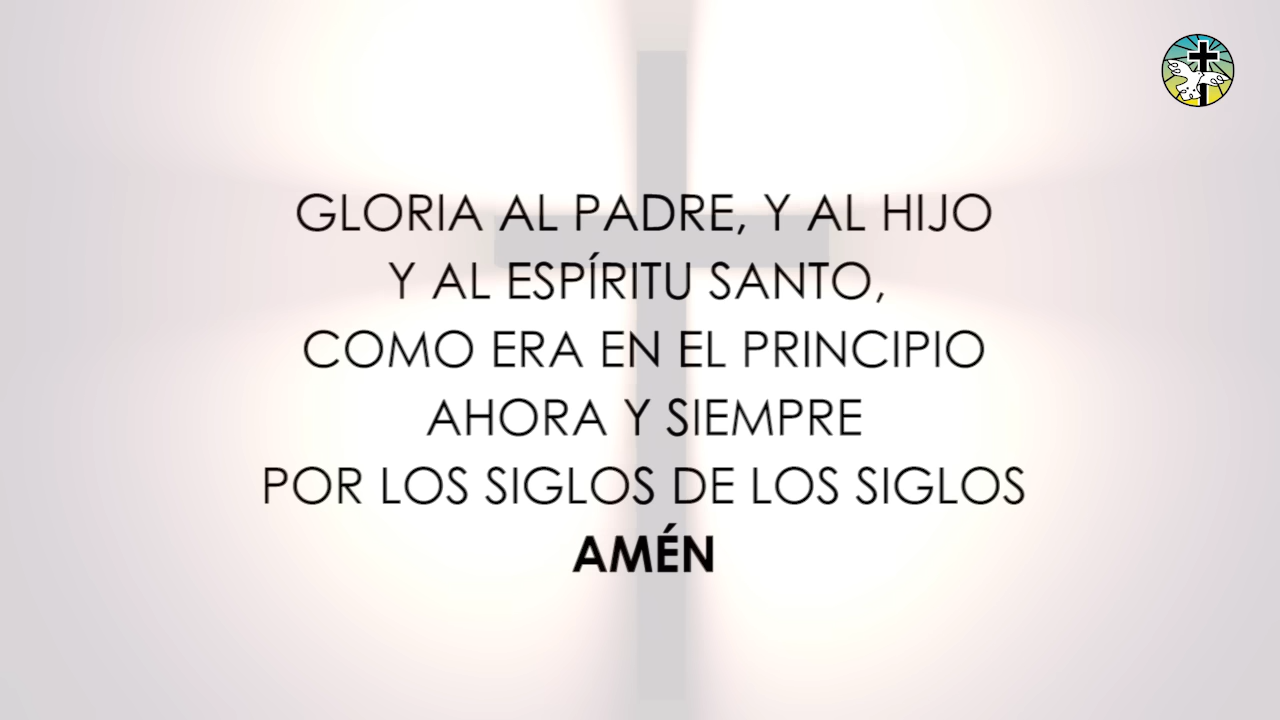 GLORIA AL PADRE, Y AL HIJO
Y AL ESPÍRITU SANTO,
COMO ERA EN EL PRINCIPIO
AHORA Y SIEMPRE
POR LOS SIGLOS DE LOS SIGLOS
AMÉN